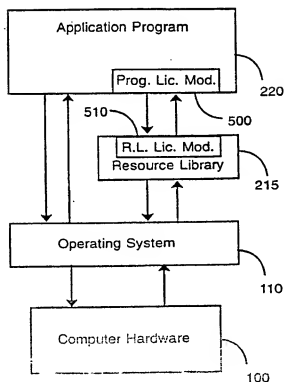 Application Program
Prog. Lic. Mod.
220
510
500
R.L. Lic. Mod.
Resource Library
215
Operating System
110
Computer Hardware
100